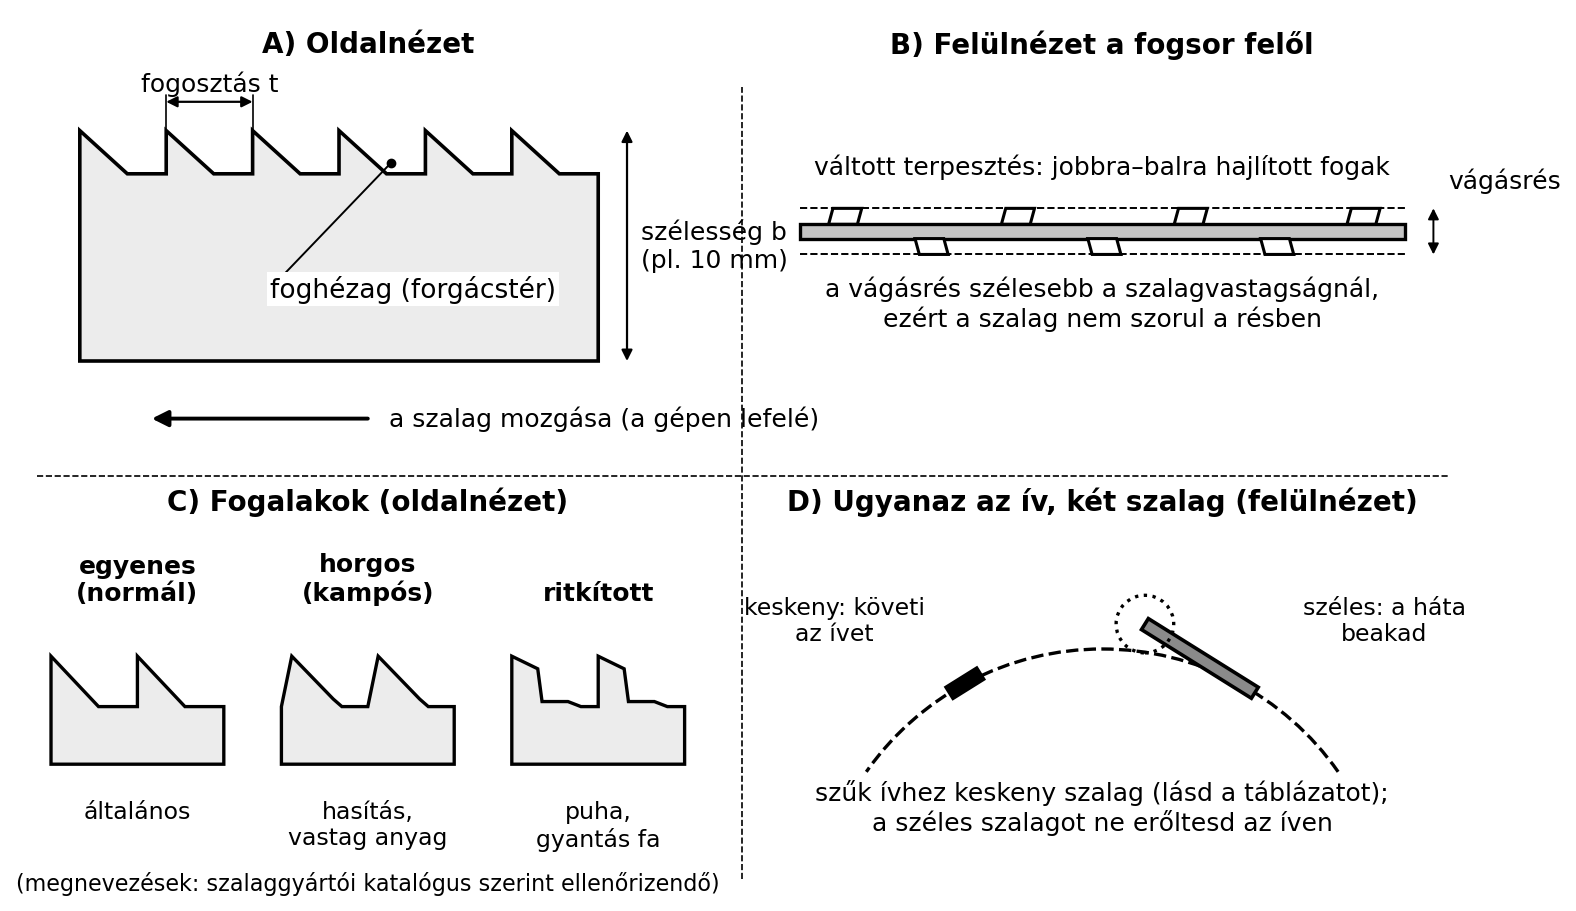 A) Oldalnézet
fogosztás t
szélesség b
(pl. 10 mm)
foghézag (forgácstér)
a szalag mozgása (a gépen lefelé)
B) Felülnézet a fogsor felől
váltott terpesztés: jobbra–balra hajlított fogak
vágásrés
a vágásrés szélesebb a szalagvastagságnál,
ezért a szalag nem szorul a résben
C) Fogalakok (oldalnézet)
egyenes
(normál)
horgos
(kampós)
ritkított
általános
hasítás,
vastag anyag
puha,
gyantás fa
(megnevezések: szalaggyártói katalógus szerint ellenőrizendő)
D) Ugyanaz az ív, két szalag (felülnézet)
keskeny: követi
az ívet
széles: a háta
beakad
szűk ívhez keskeny szalag (lásd a táblázatot);
a széles szalagot ne erőltesd az íven